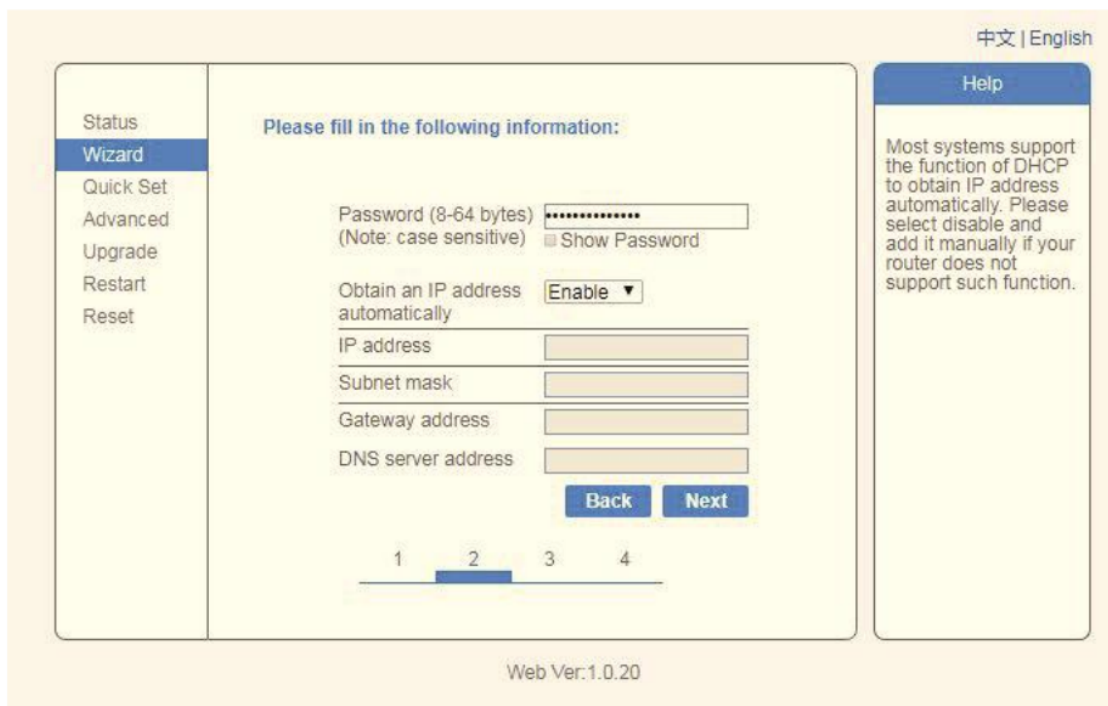 中文 | English
Status
Wizard
Quick Set
Advanced
Upgrade
Restart
Reset
Please fill in the following information:
Password (8-64 bytes)
(Note: case sensitive)
••••••••••••••
Show Password
Obtain an IP address
automatically
Enable ▼
IP address
Subnet mask
Gateway address
DNS server address
Back Next
1 2 3 4
Help
Most systems support
the function of DHCP
to obtain IP address
automatically. Please
select disable and
add it manually if your
router does not
support such function.
Web Ver:1.0.20